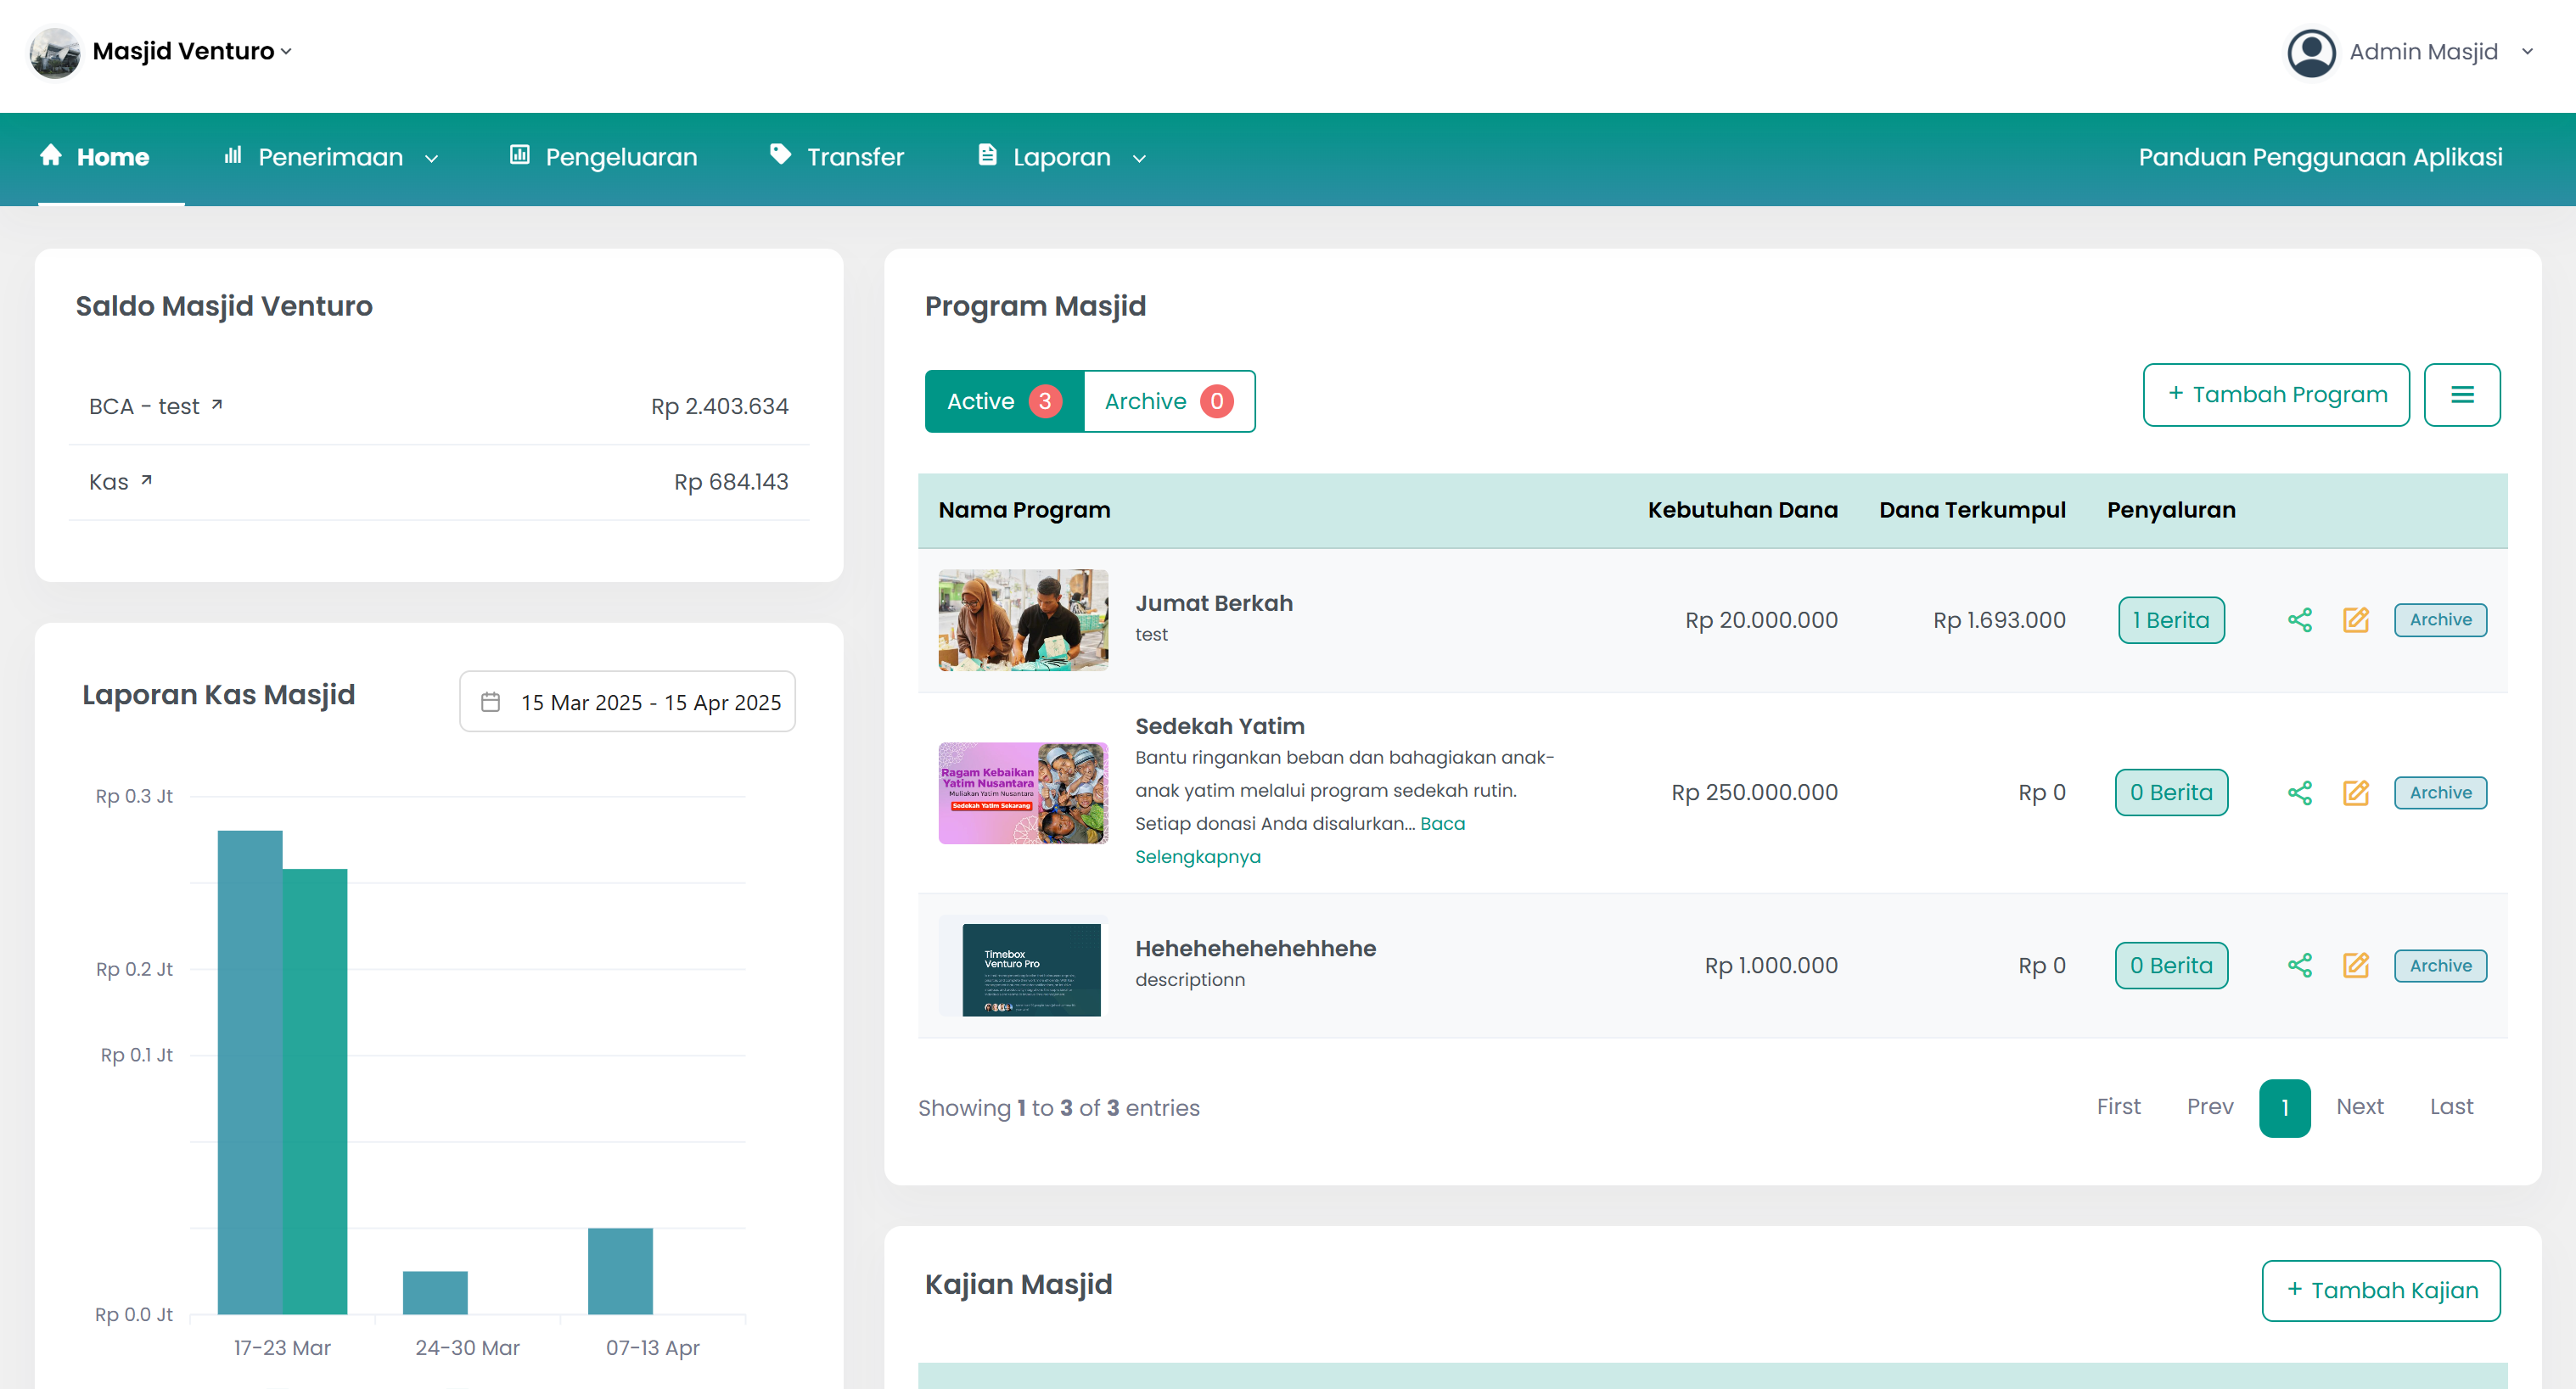 Masjid Venturo
Admin Masjid
Home
Penerimaan
Pengeluaran
Transfer
Laporan
Panduan Penggunaan Aplikasi
Saldo Masjid Venturo
BCA - test
Rp 2.403.634
Kas
Rp 684.143
Laporan Kas Masjid
15 Mar 2025 - 15 Apr 2025
Rp 0.3 Jt
Rp 0.2 Jt
Rp 0.1 Jt
Rp 0.0 Jt
17-23 Mar
24-30 Mar
07-13 Apr
Program Masjid
Active 3
Archive 0
+ Tambah Program
Nama Program
Kebutuhan Dana
Dana Terkumpul
Penyaluran
Jumat Berkah
test
Rp 20.000.000
Rp 1.693.000
1 Berita
Archive
Ragam Kebaikan
Yatim Nusantara
Muliakan Yatim Nusantara
Sedekah Yatim Sekarang
Sedekah Yatim
Bantu ringankan beban dan bahagiakan anak-
anak yatim melalui program sedekah rutin.
Setiap donasi Anda disalurkan... Baca
Selengkapnya
Rp 250.000.000
Rp 0
0 Berita
Archive
Timebox
Venturo Pro
Hehehehehehehhehe
descriptionn
Rp 1.000.000
Rp 0
0 Berita
Archive
Showing 1 to 3 of 3 entries
First
Prev
1
Next
Last
Kajian Masjid
+ Tambah Kajian